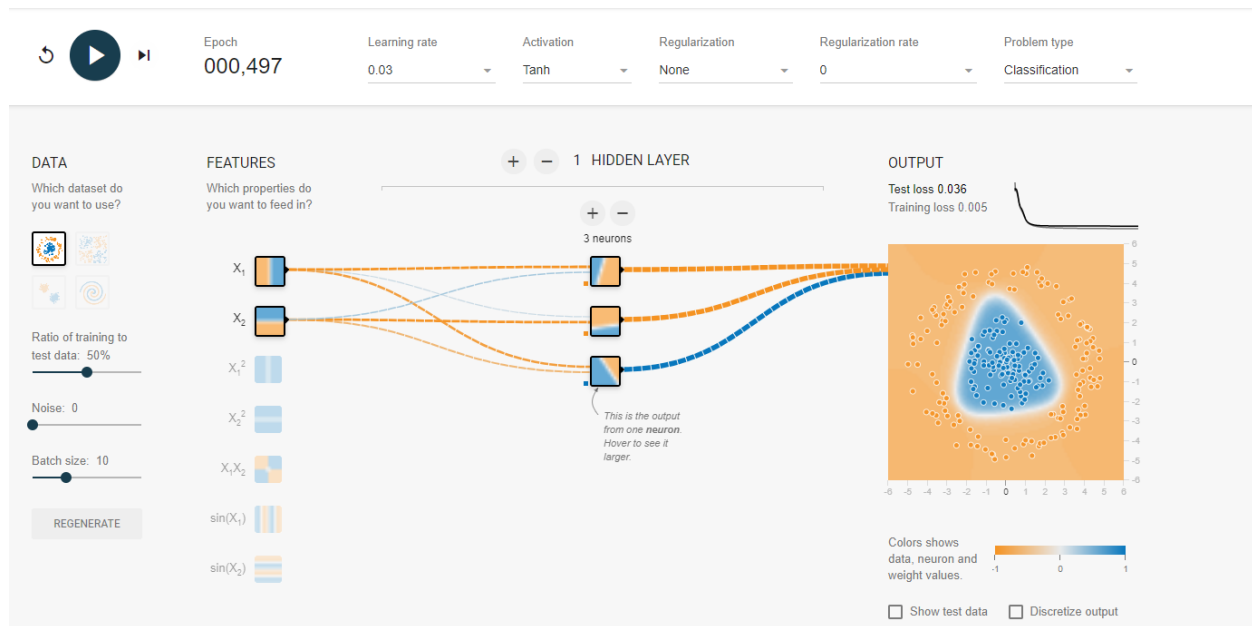 Epoch
000,497
Learning rate
0.03
Activation
Tanh
Regularization
None
Regularization rate
0
Problem type
Classification
DATA
Which dataset do
you want to use?
Ratio of training to
test data: 50%
Noise: 0
Batch size: 10
REGENERATE
FEATURES
Which properties do
you want to feed in?
X₁
X₂
X₁²
X₂²
X₁X₂
sin(X₁)
sin(X₂)
+ − 1 HIDDEN LAYER
+ −
3 neurons
This is the output
from one neuron.
Hover to see it
larger.
OUTPUT
Test loss 0.036
Training loss 0.005
6
5
4
3
2
1
0
-1
-2
-3
-4
-5
-6
-6 -5 -4 -3 -2 -1 0 1 2 3 4 5 6
Colors shows
data, neuron and
weight values.
-1 0 1
Show test data
Discretize output